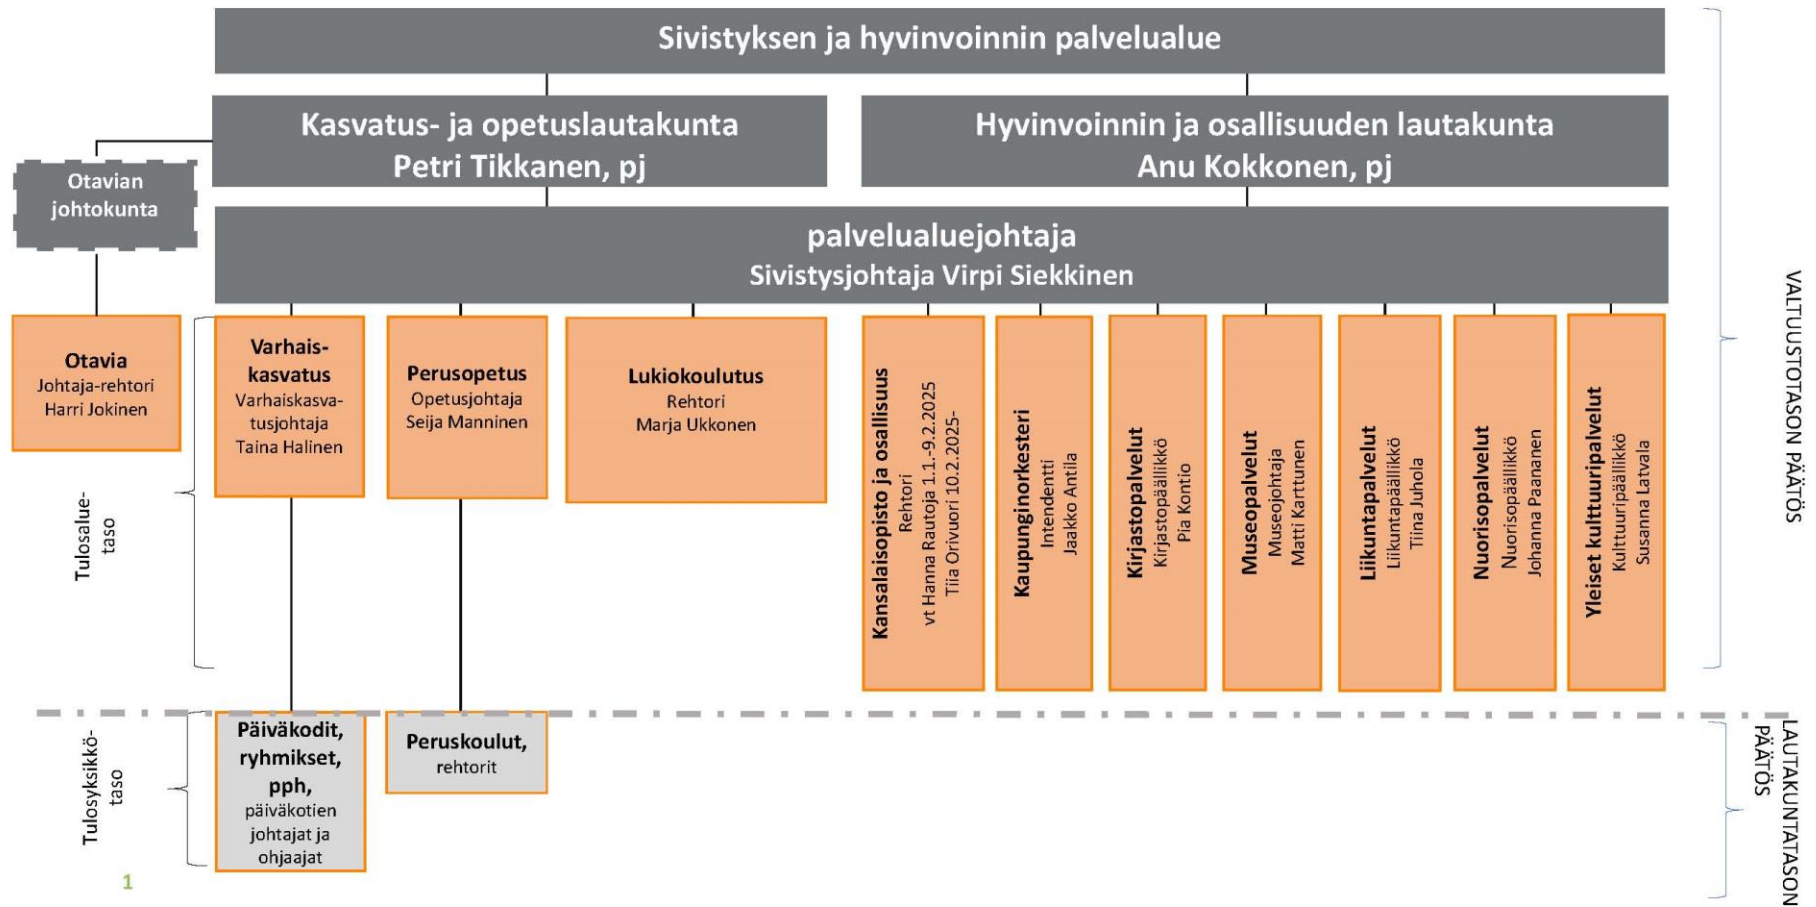 Sivistyksen ja hyvinvoinnin palvelualue
Kasvatus- ja opetuslautakunta
Petri Tikkanen, pj
Hyvinvoinnin ja osallisuuden lautakunta
Anu Kokkonen, pj
Otavian
johtokunta
palvelualuejohtaja
Sivistysjohtaja Virpi Siekkinen
Otavia
Johtaja-rehtori
Harri Jokinen
Varhais-
kasvatus
Varhaiskasva-
tusjohtaja
Taina Halinen
Perusopetus
Opetusjohtaja
Seija Manninen
Lukiokoulutus
Rehtori
Marja Ukkonen
Kansalaisopisto ja osallisuus
Rehtori
vt Hanna Rautoja 1.1.-9.2.2025
Tiia Orivuori 10.2.2025-
Kaupunginorkesteri
Intendentti
Jaakko Antila
Kirjastopalvelut
Kirjastopäällikkö
Pia Kontio
Museopalvelut
Museojohtaja
Matti Karttunen
Liikuntapalvelut
Liikuntapäällikkö
Tiina Juhola
Nuorisopalvelut
Nuorisopäällikkö
Johanna Paananen
Yleiset kulttuuripalvelut
Kulttuuripäällikkö
Susanna Latvala
Tulosalue-
taso
VALTUUSTOTASON PÄÄTÖS
Tulosyksikkö-
taso
Päiväkodit,
ryhmikset,
pph,
päiväkotien
johtajat ja
ohjaajat
Peruskoulut,
rehtorit
LAUTAKUNTATASON
PÄÄTÖS
1